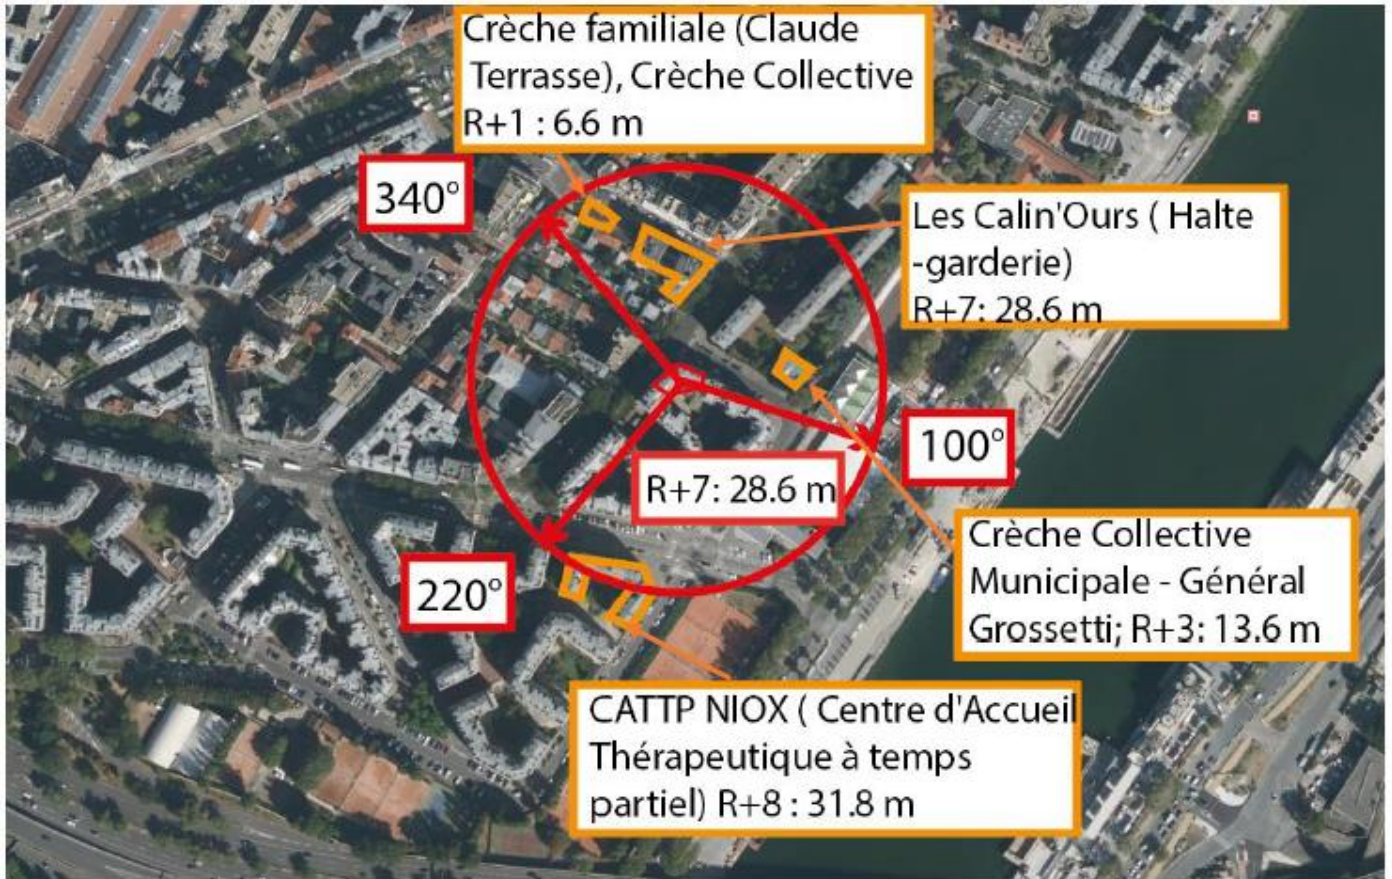 Crèche familiale (Claude
Terrasse), Crèche Collective
R+1 : 6.6 m
340°
Les Calin'Ours ( Halte
-garderie)
R+7: 28.6 m
100°
R+7: 28.6 m
Crèche Collective
Municipale - Général
Grossetti; R+3: 13.6 m
220°
CATTP NIOX ( Centre d'Accueil
Thérapeutique à temps
partiel) R+8 : 31.8 m